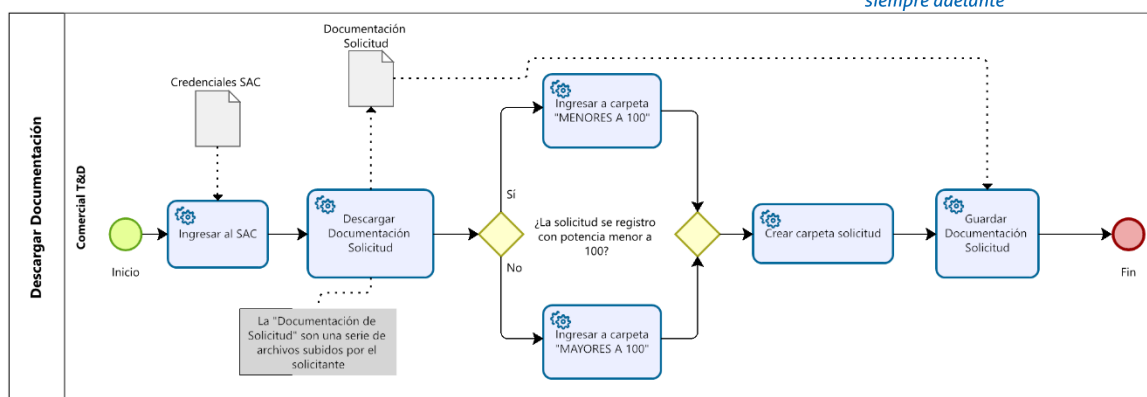 siempre adelante
Descargar Documentación
Comercial T&D
Inicio
Credenciales SAC
Ingresar al SAC
Documentación
Solicitud
Descargar
Documentación
Solicitud
La "Documentación de
Solicitud" son una serie de
archivos subidos por el
solicitante
Si
No
¿La solicitud se registro
con potencia menor a
100?
Ingresar a carpeta
"MENORES A 100"
Ingresar a carpeta
"MAYORES A 100"
Crear carpeta solicitud
Guardar
Documentación
Solicitud
Fin